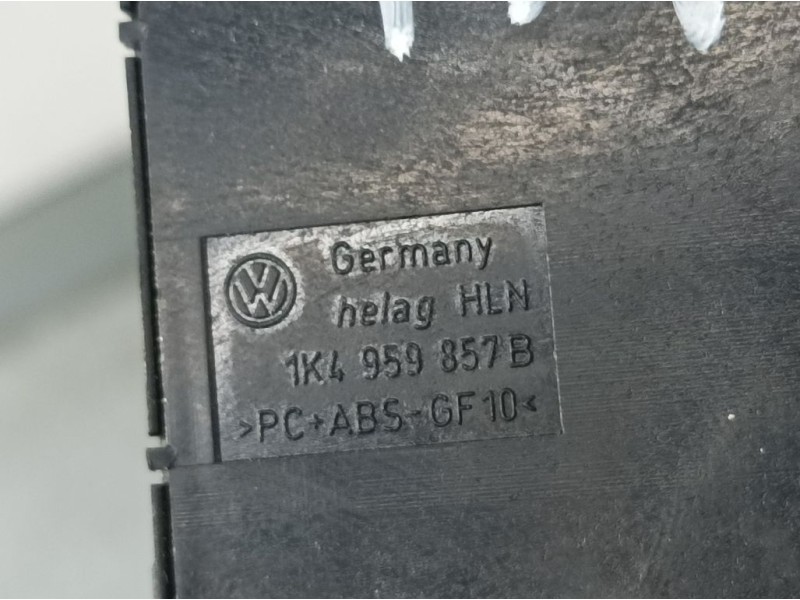 Germany
helag HLN
1K4 959 857 B
>PC+ABS-GF10<